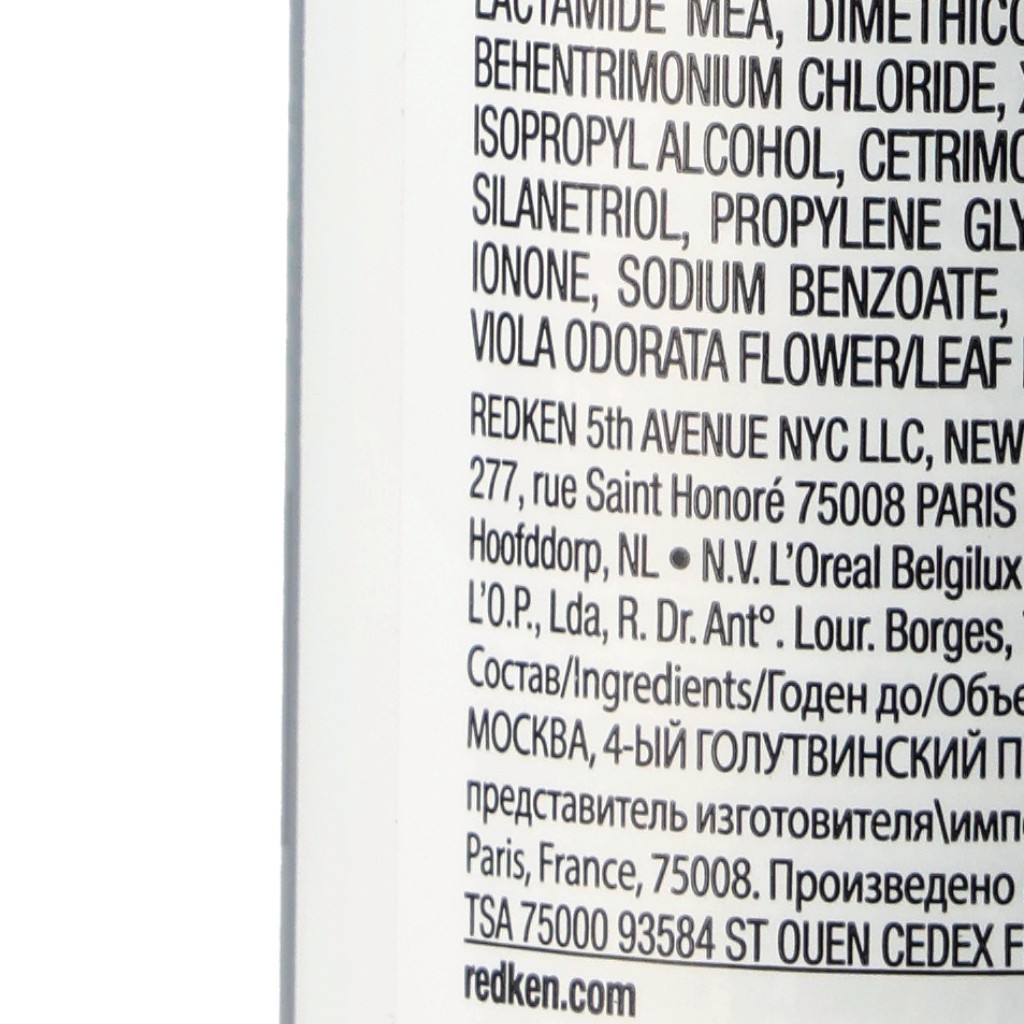 LACTAMIDE MEA, DIMETHICO
BEHENTRIMONIUM CHLORIDE,
ISOPROPYL ALCOHOL, CETRIMO
SILANETRIOL, PROPYLENE GLY
IONONE, SODIUM BENZOATE,
VIOLA ODORATA FLOWER/LEAF
REDKEN 5th AVENUE NYC LLC, NEW
277, rue Saint Honoré 75008 PARIS
Hoofddorp, NL • N.V. L'Oreal Belgilux
L'O.P., Lda, R. Dr. Antº. Lour. Borges,
Состав/Ingredients/Годен до/Объе
МОСКВА, 4-ЫЙ ГОЛУТВИНСКИЙ П
представитель изготовителя\импо
Paris, France, 75008. Произведено
TSA 75000 93584 ST OUEN CEDEX F
redken.com